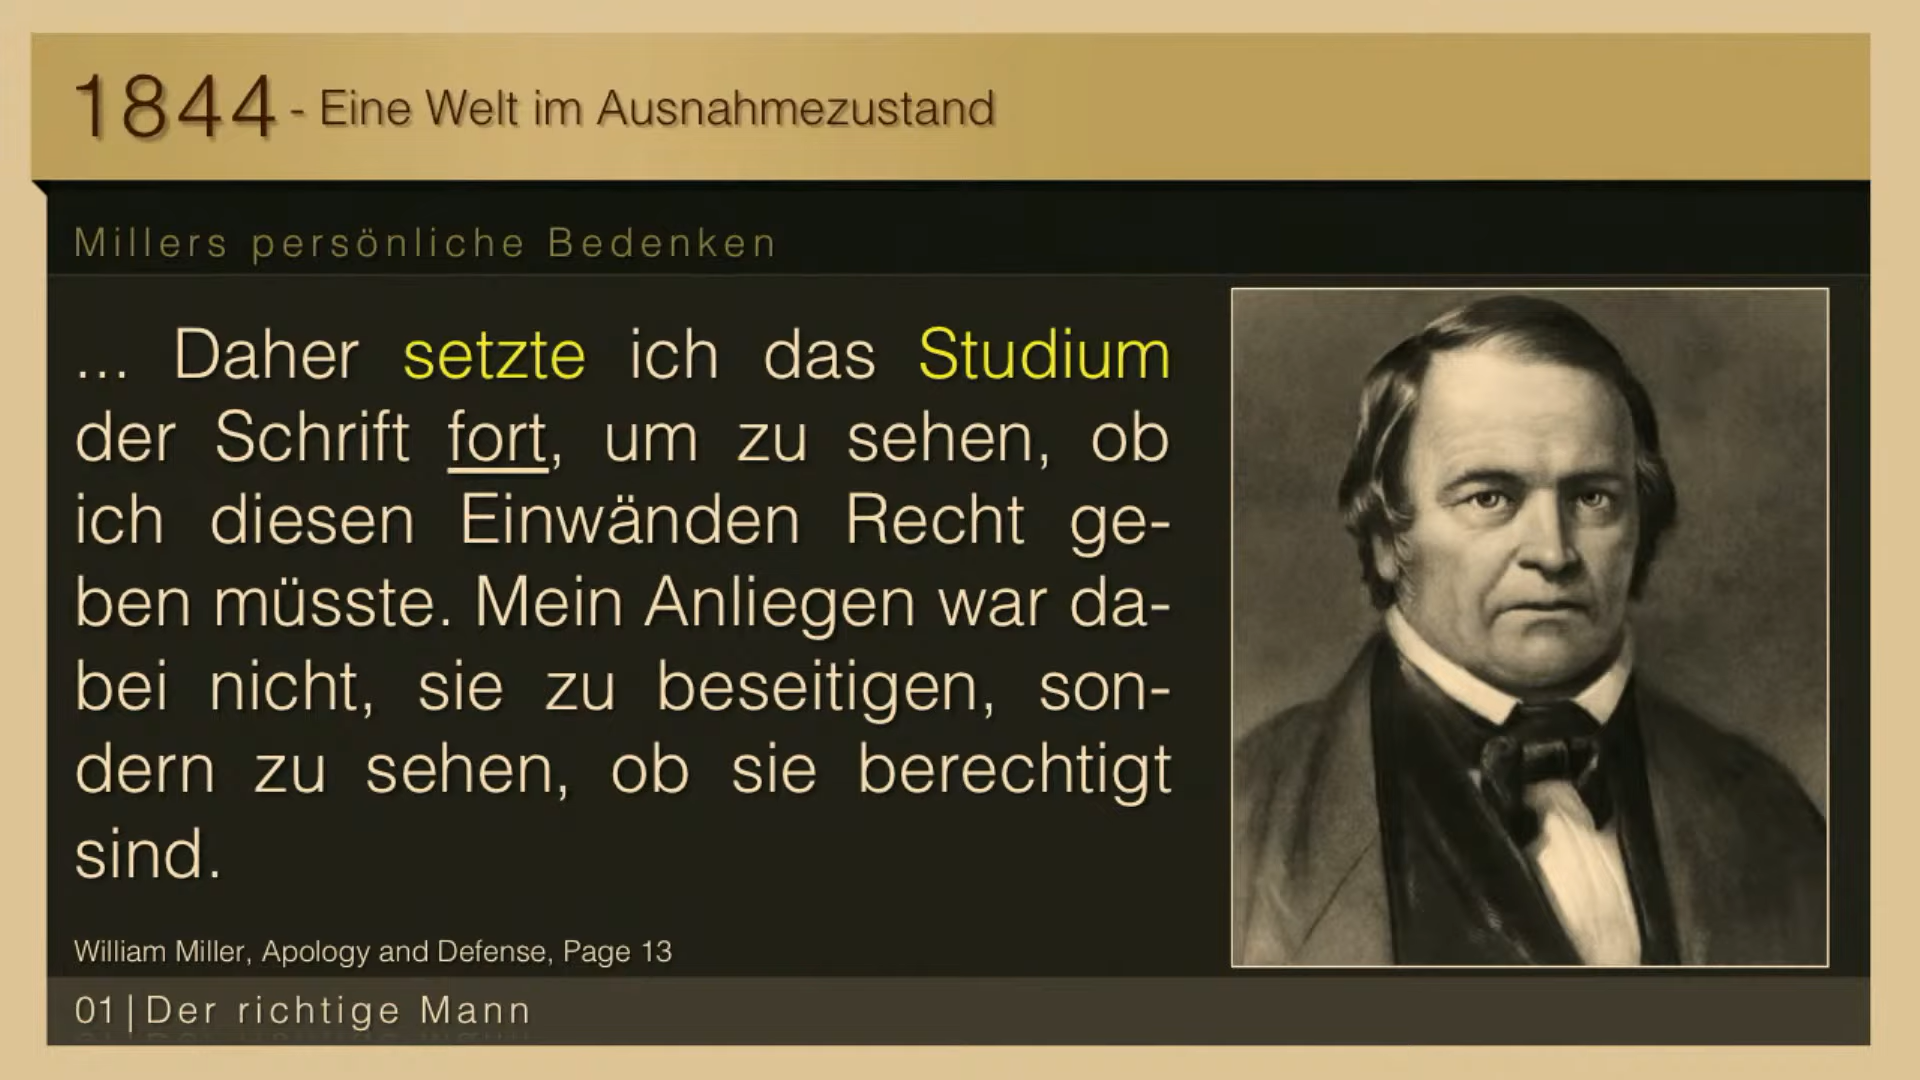 1844 - Eine Welt im Ausnahmezustand
Millers persönliche Bedenken
... Daher setzte ich das Studium
der Schrift fort, um zu sehen, ob
ich diesen Einwänden Recht ge-
ben müsste. Mein Anliegen war da-
bei nicht, sie zu beseitigen, son-
dern zu sehen, ob sie berechtigt
sind.
William Miller, Apology and Defense, Page 13
01|Der richtige Mann